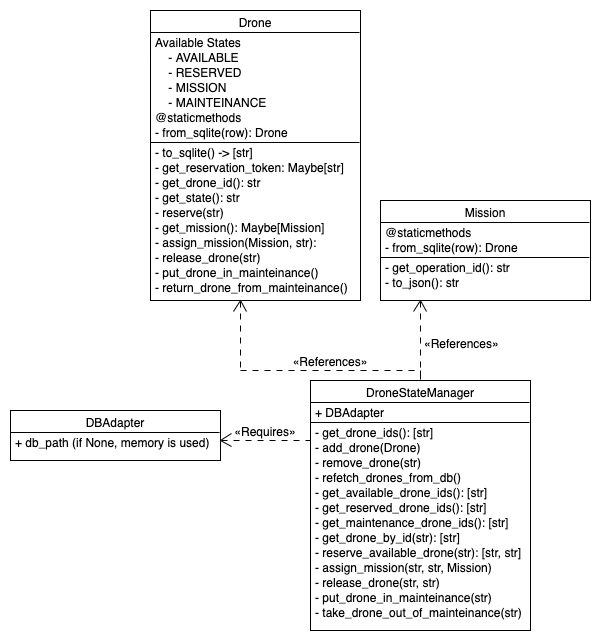 Drone
Available States
- AVAILABLE
- RESERVED
- MISSION
- MAINTEINANCE
@staticmethods
- from_sqlite(row): Drone
- to_sqlite() -> [str]
- get_reservation_token: Maybe[str]
- get_drone_id(): str
- get_state(): str
- reserve(str)
- get_mission(): Maybe[Mission]
- assign_mission(Mission, str):
- release_drone(str)
- put_drone_in_mainteinance()
- return_drone_from_mainteinance()
Mission
@staticmethods
- from_sqlite(row): Drone
- get_operation_id(): str
- to_json(): str
«References»
«References»
DBAdapter
+ db_path (if None, memory is used)
«Requires»
DroneStateManager
+ DBAdapter
- get_drone_ids(): [str]
- add_drone(Drone)
- remove_drone(str)
- refetch_drones_from_db()
- get_available_drone_ids(): [str]
- get_reserved_drone_ids(): [str]
- get_maintenance_drone_ids(): [str]
- get_drone_by_id(str): [str]
- reserve_available_drone(str): [str, str]
- assign_mission(str, str, Mission)
- release_drone(str, str)
- put_drone_in_mainteinance(str)
- take_drone_out_of_mainteinance(str)